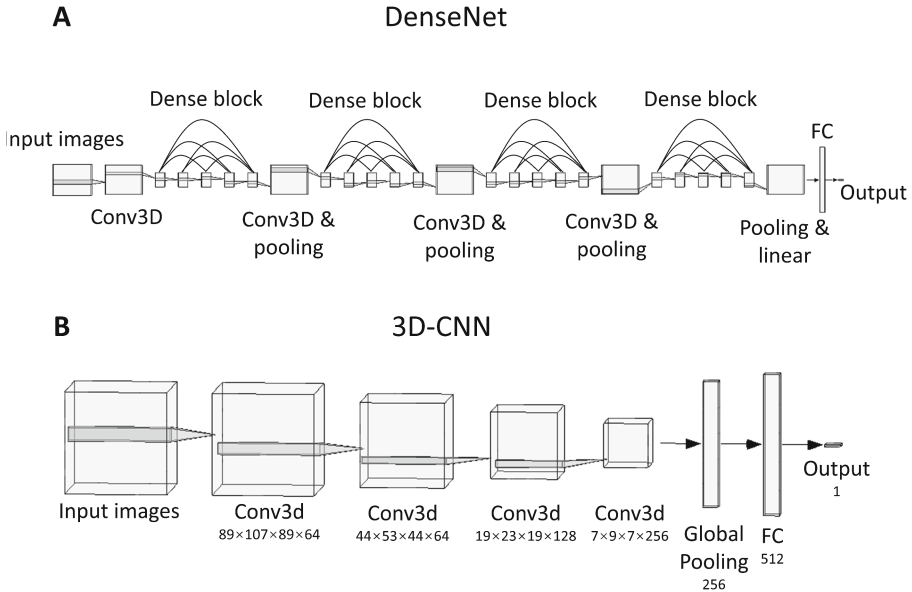 A
DenseNet
Dense block
Dense block
Dense block
Dense block
Input images
FC
Output
Conv3D
Conv3D &
pooling
Conv3D &
pooling
Conv3D &
pooling
Pooling &
linear
B
3D-CNN
Input images
Conv3d
89×107×89×64
Conv3d
44×53×44×64
Conv3d
19×23×19×128
Conv3d
7×9×7×256
Global
Pooling
256
FC
512
Output
1